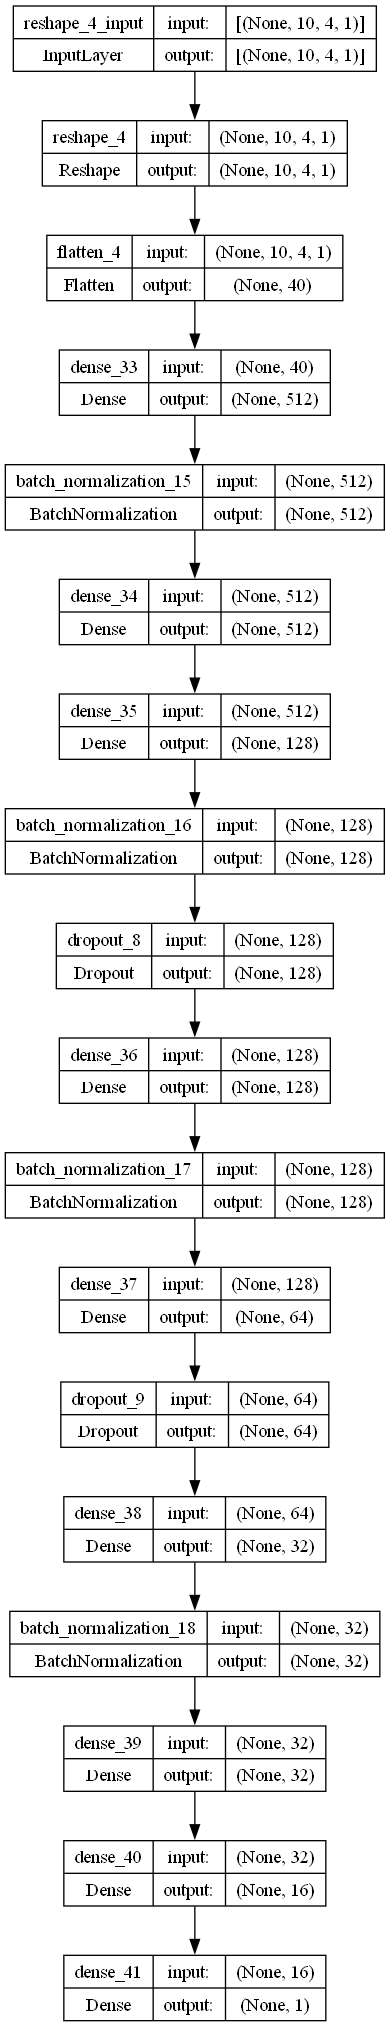 reshape_4_input input: [(None, 10, 4, 1)]
InputLayer output: [(None, 10, 4, 1)]
reshape_4 input: (None, 10, 4, 1)
Reshape output: (None, 10, 4, 1)
flatten_4 input: (None, 10, 4, 1)
Flatten output: (None, 40)
dense_33 input: (None, 40)
Dense output: (None, 512)
batch_normalization_15 input: (None, 512)
BatchNormalization output: (None, 512)
dense_34 input: (None, 512)
Dense output: (None, 512)
dense_35 input: (None, 512)
Dense output: (None, 128)
batch_normalization_16 input: (None, 128)
BatchNormalization output: (None, 128)
dropout_8 input: (None, 128)
Dropout output: (None, 128)
dense_36 input: (None, 128)
Dense output: (None, 128)
batch_normalization_17 input: (None, 128)
BatchNormalization output: (None, 128)
dense_37 input: (None, 128)
Dense output: (None, 64)
dropout_9 input: (None, 64)
Dropout output: (None, 64)
dense_38 input: (None, 64)
Dense output: (None, 32)
batch_normalization_18 input: (None, 32)
BatchNormalization output: (None, 32)
dense_39 input: (None, 32)
Dense output: (None, 32)
dense_40 input: (None, 32)
Dense output: (None, 16)
dense_41 input: (None, 16)
Dense output: (None, 1)